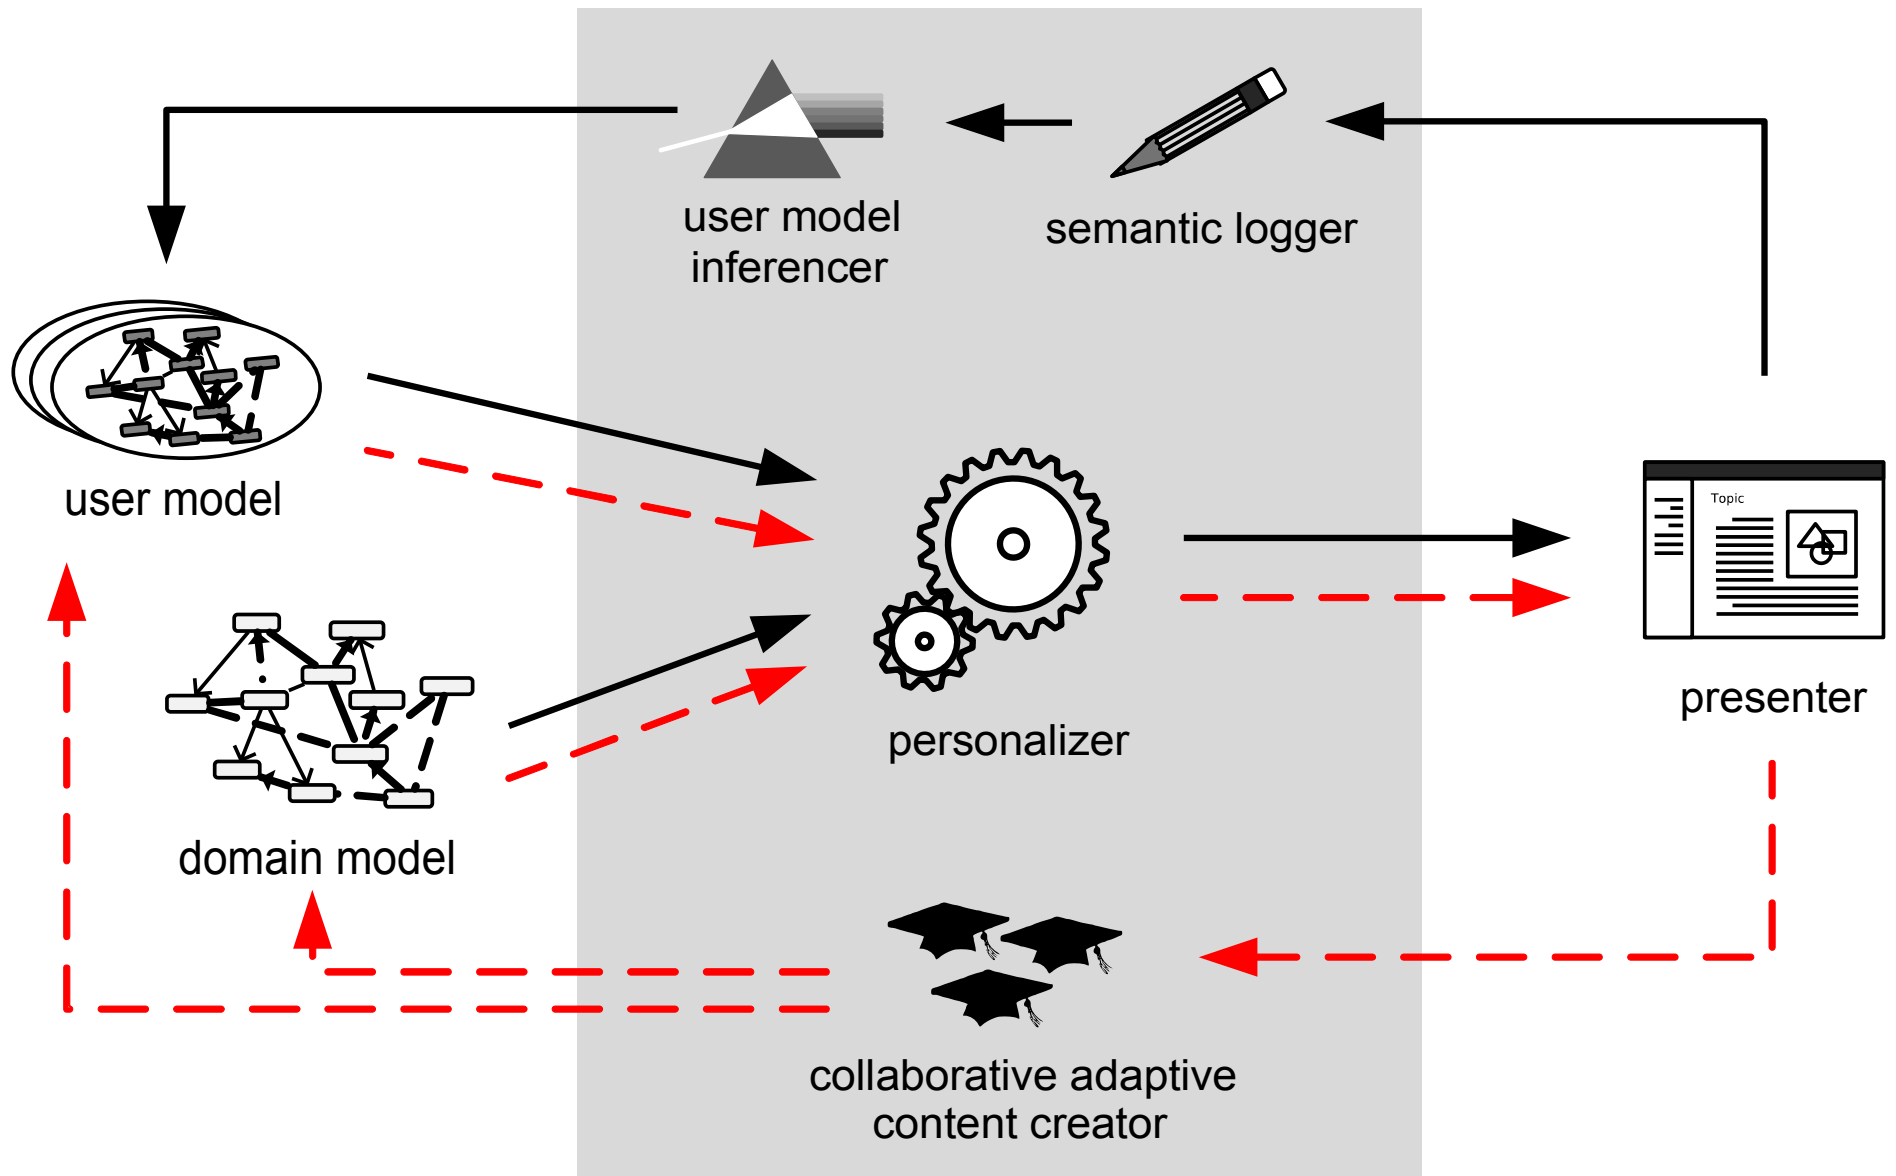 user model
inferencer
semantic logger
user model
Topic
presenter
personalizer
domain model
collaborative adaptive
content creator